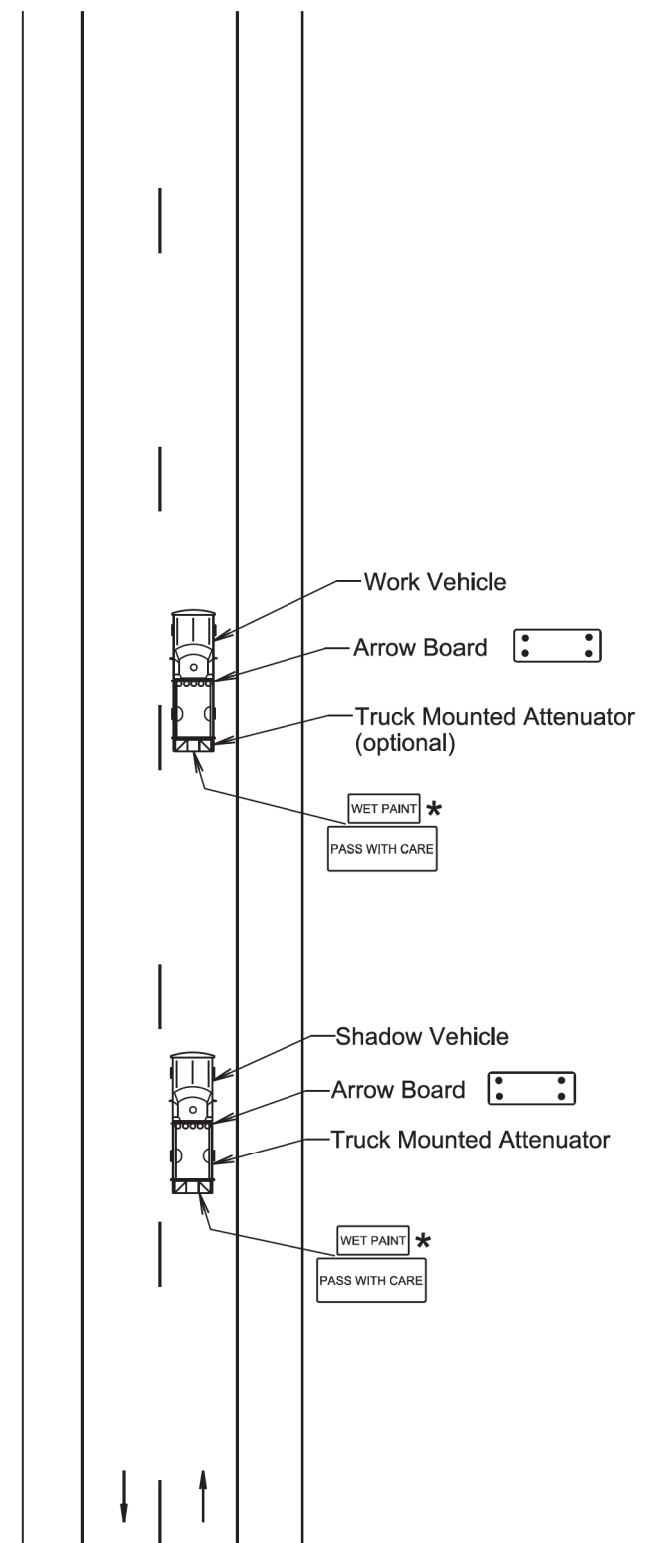 Work Vehicle
Arrow Board
Truck Mounted Attenuator
(optional)
WET PAINT *
PASS WITH CARE
Shadow Vehicle
Arrow Board
Truck Mounted Attenuator
WET PAINT *
PASS WITH CARE